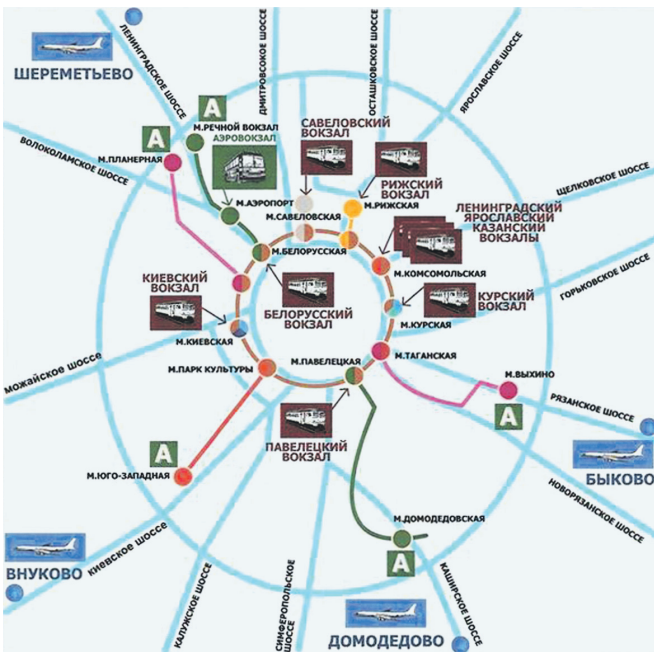 ШЕРЕМЕТЬЕВО
ЛЕНИНГРАДСКОЕ ШОССЕ
ДМИТРОВСОКОЕ ШОССЕ
ОСТАШКОВСКОЕ ШОССЕ
ЯРОСЛАВСКОЕ ШОССЕ
ВОЛОКОЛАМСКОЕ ШОССЕ
А
А
М.РЕЧНОЙ ВОКЗАЛ
АЭРОВОКЗАЛ
М.ПЛАНЕРНАЯ
САВЕЛОВСКИЙ
ВОКЗАЛ
РИЖСКИЙ
ВОКЗАЛ
ЩЕЛКОВСКОЕ ШОССЕ
М.АЭРОПОРТ
М.САВЕЛОВСКАЯ
М.РИЖСКАЯ
ЛЕНИНГРАДСКИЙ
ЯРОСЛАВСКИЙ
КАЗАНСКИЙ
ВОКЗАЛЫ
М.БЕЛОРУССКАЯ
М.КОМСОМОЛЬСКАЯ
ГОРЬКОВСКОЕ ШОССЕ
КИЕВСКИЙ
ВОКЗАЛ
БЕЛОРУССКИЙ
ВОКЗАЛ
КУРСКИЙ
ВОКЗАЛ
М.КУРСКАЯ
М.КИЕВСКАЯ
М.ПАВЕЛЕЦКАЯ
М.ТАГАНСКАЯ
М.ПАРК КУЛЬТУРЫ
МОЖАЙСКО ШОССЕ
М.ВЫХИНО
А
РЯЗАНСКОЕ ШОССЕ
БЫКОВО
ПАВЕЛЕЦКИЙ
ВОКЗАЛ
А
М.ЮГО-ЗАПАДНАЯ
НОВОРЯЗАНСКОЕ ШОССЕ
М.ДОМОДЕДОВСКАЯ
А
ВНУКОВО
КИЕВСКОЕ ШОССЕ
КАЛУЖСКОЕ ШОССЕ
СИМФЕРОПОЛЬСКОЕ
ШОССЕ
ДОМОДЕДОВО
КАШИРСКОЕ ШОССЕ